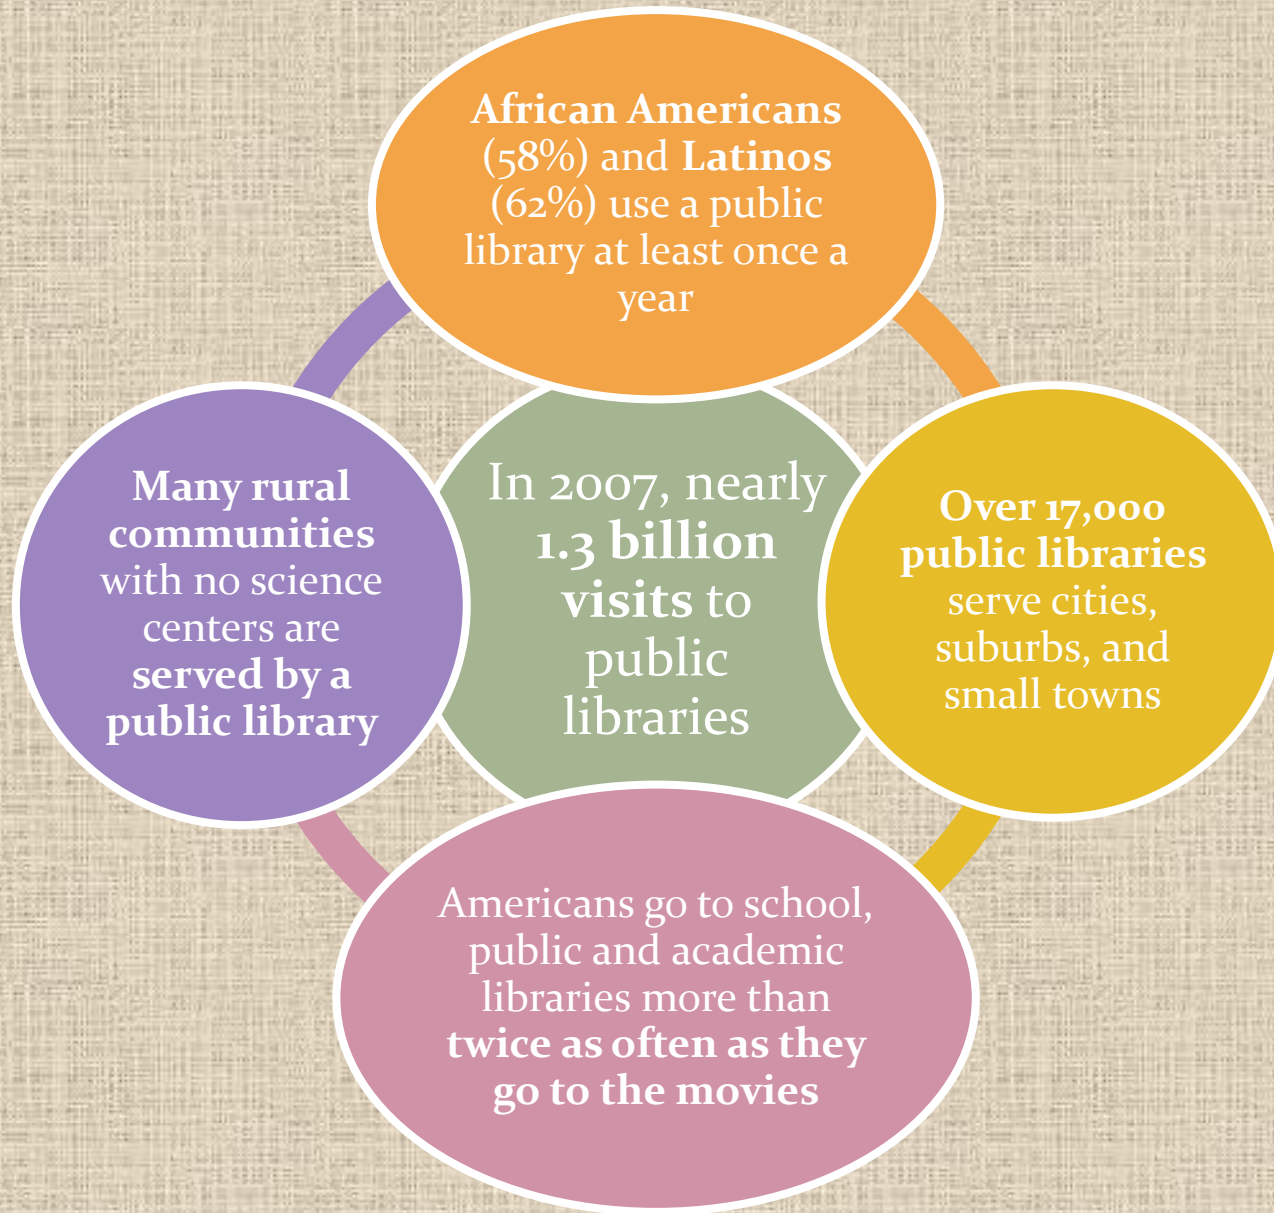 African Americans
(58%) and Latinos
(62%) use a public
library at least once a
year
Many rural
communities
with no science
centers are
served by a
public library
In 2007, nearly
1.3 billion
visits to
public
libraries
Over 17,000
public libraries
serve cities,
suburbs, and
small towns
Americans go to school,
public and academic
libraries more than
twice as often as they
go to the movies